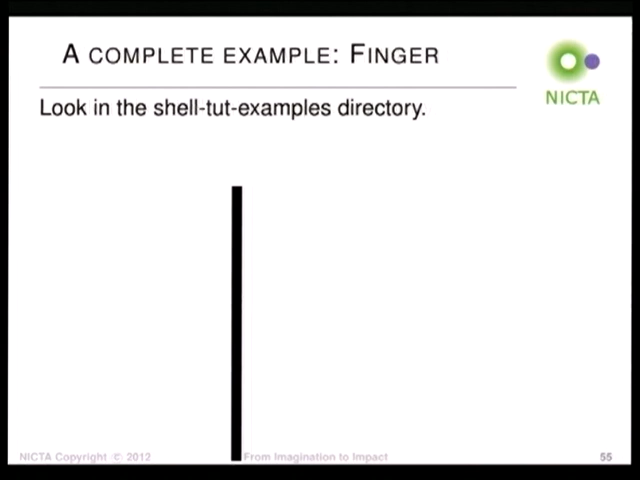 A COMPLETE EXAMPLE: FINGER
NICTA
Look in the shell-tut-examples directory.
NICTA Copyright © 2012
From Imagination to Impact
55